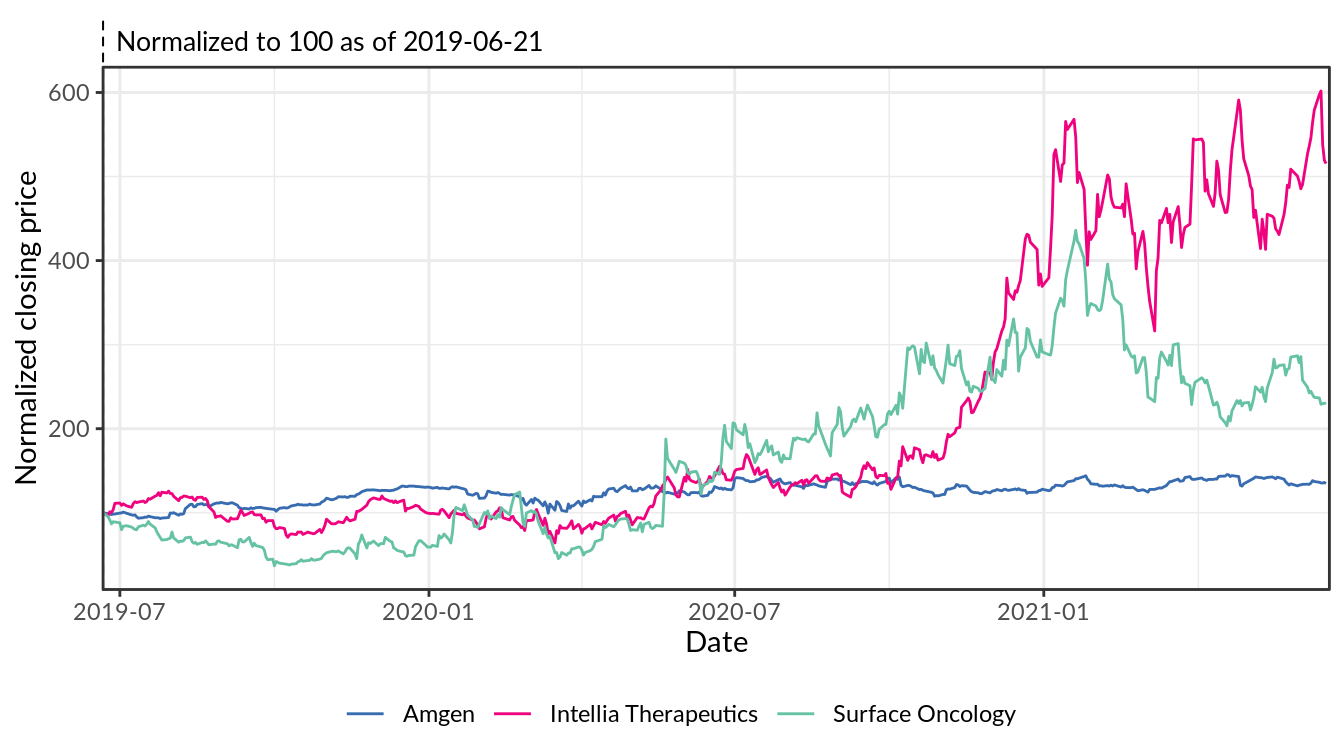 Normalized to 100 as of 2019-06-21
600
400
200
Normalized closing price
2019-07 2020-01 2020-07 2021-01
Date
Amgen Intellia Therapeutics Surface Oncology